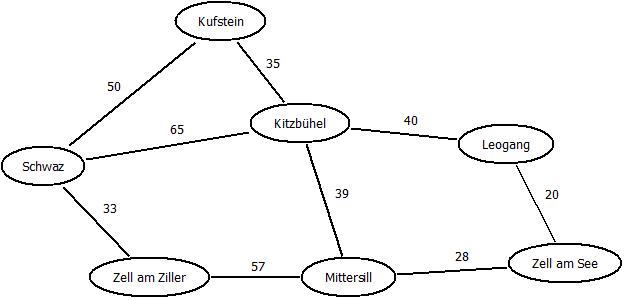 Kufstein
50
35
Kitzbühel
65
40
Leogang
Schwaz
39
20
33
Zell am Ziller
57
Mittersill
28
Zell am See